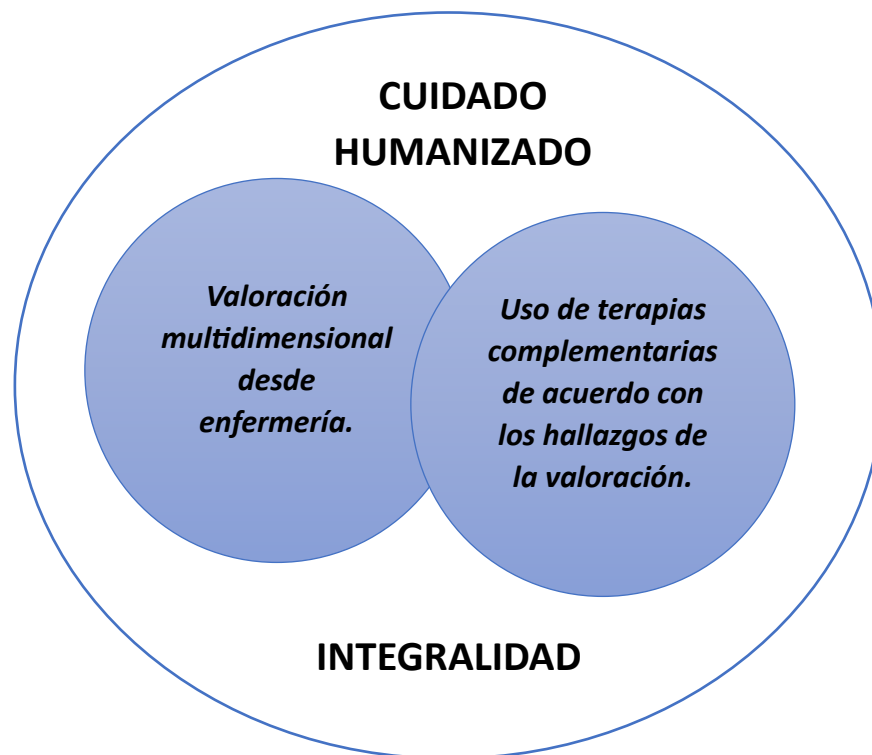 CUIDADO
HUMANIZADO
Valoración
multidimensional
desde
enfermería.
Uso de terapias
complementarias
de acuerdo con
los hallazgos de
la valoración.
INTEGRALIDAD